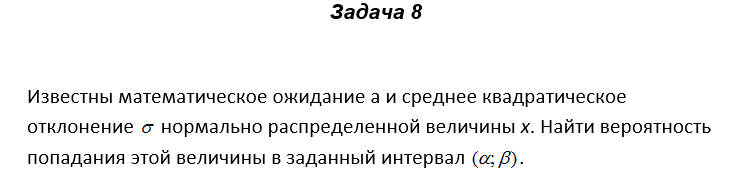 Задача 8
Известны математическое ожидание а и среднее квадратическое
отклонение σ нормально распределенной величины x. Найти вероятность
попадания этой величины в заданный интервал (α; β).